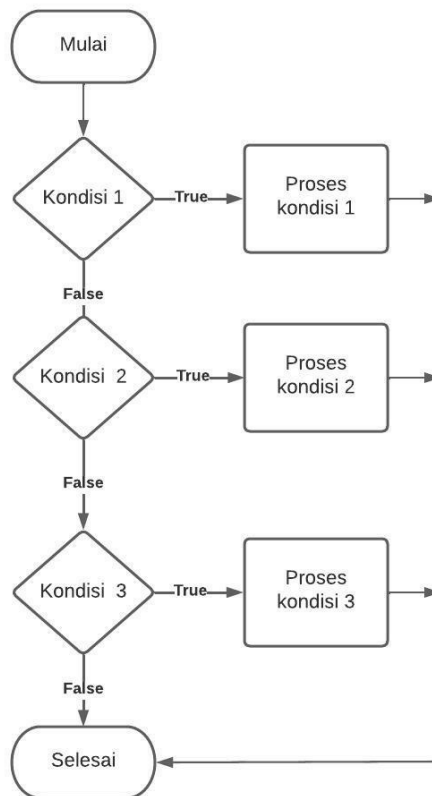 Mulai
Kondisi 1
True
Proses
kondisi 1
False
Kondisi 2
True
Proses
kondisi 2
False
Kondisi 3
True
Proses
kondisi 3
False
Selesai